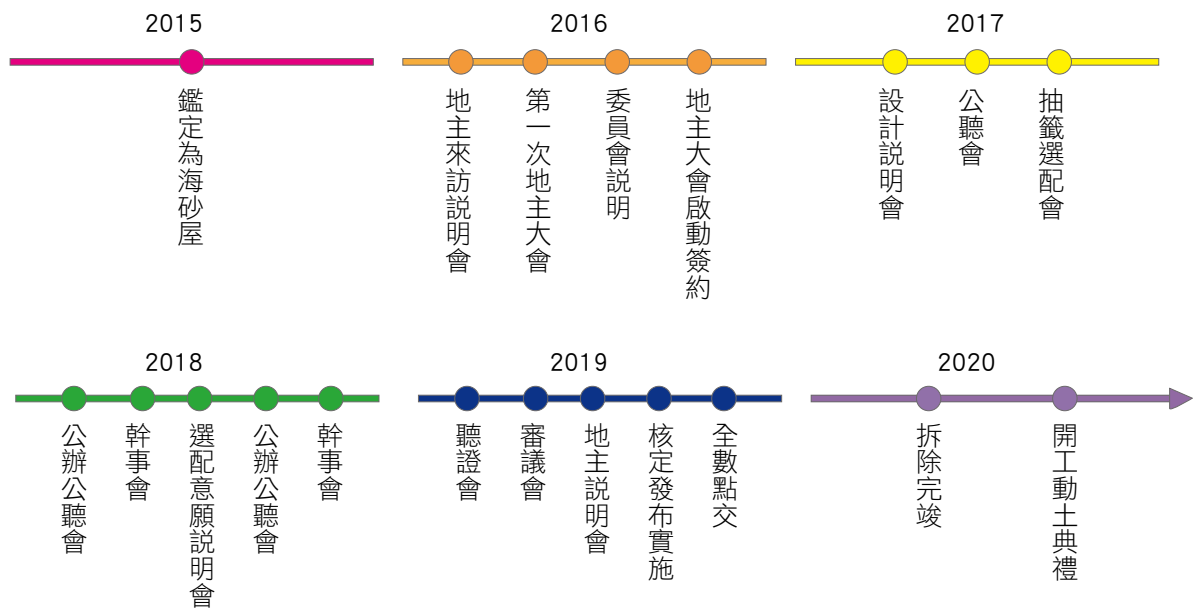 2015
鑑定為海砂屋
2016
地主來訪説明會
第一次地主大會
委員會説明
地主大會啟動簽約
2017
設計説明會
公聽會
抽籤選配會
2018
公辦公聽會
幹事會
選配意願説明會
公辦公聽會
幹事會
2019
聽證會
審議會
地主説明會
核定發布實施
全數點交
2020
拆除完竣
開工動土典禮